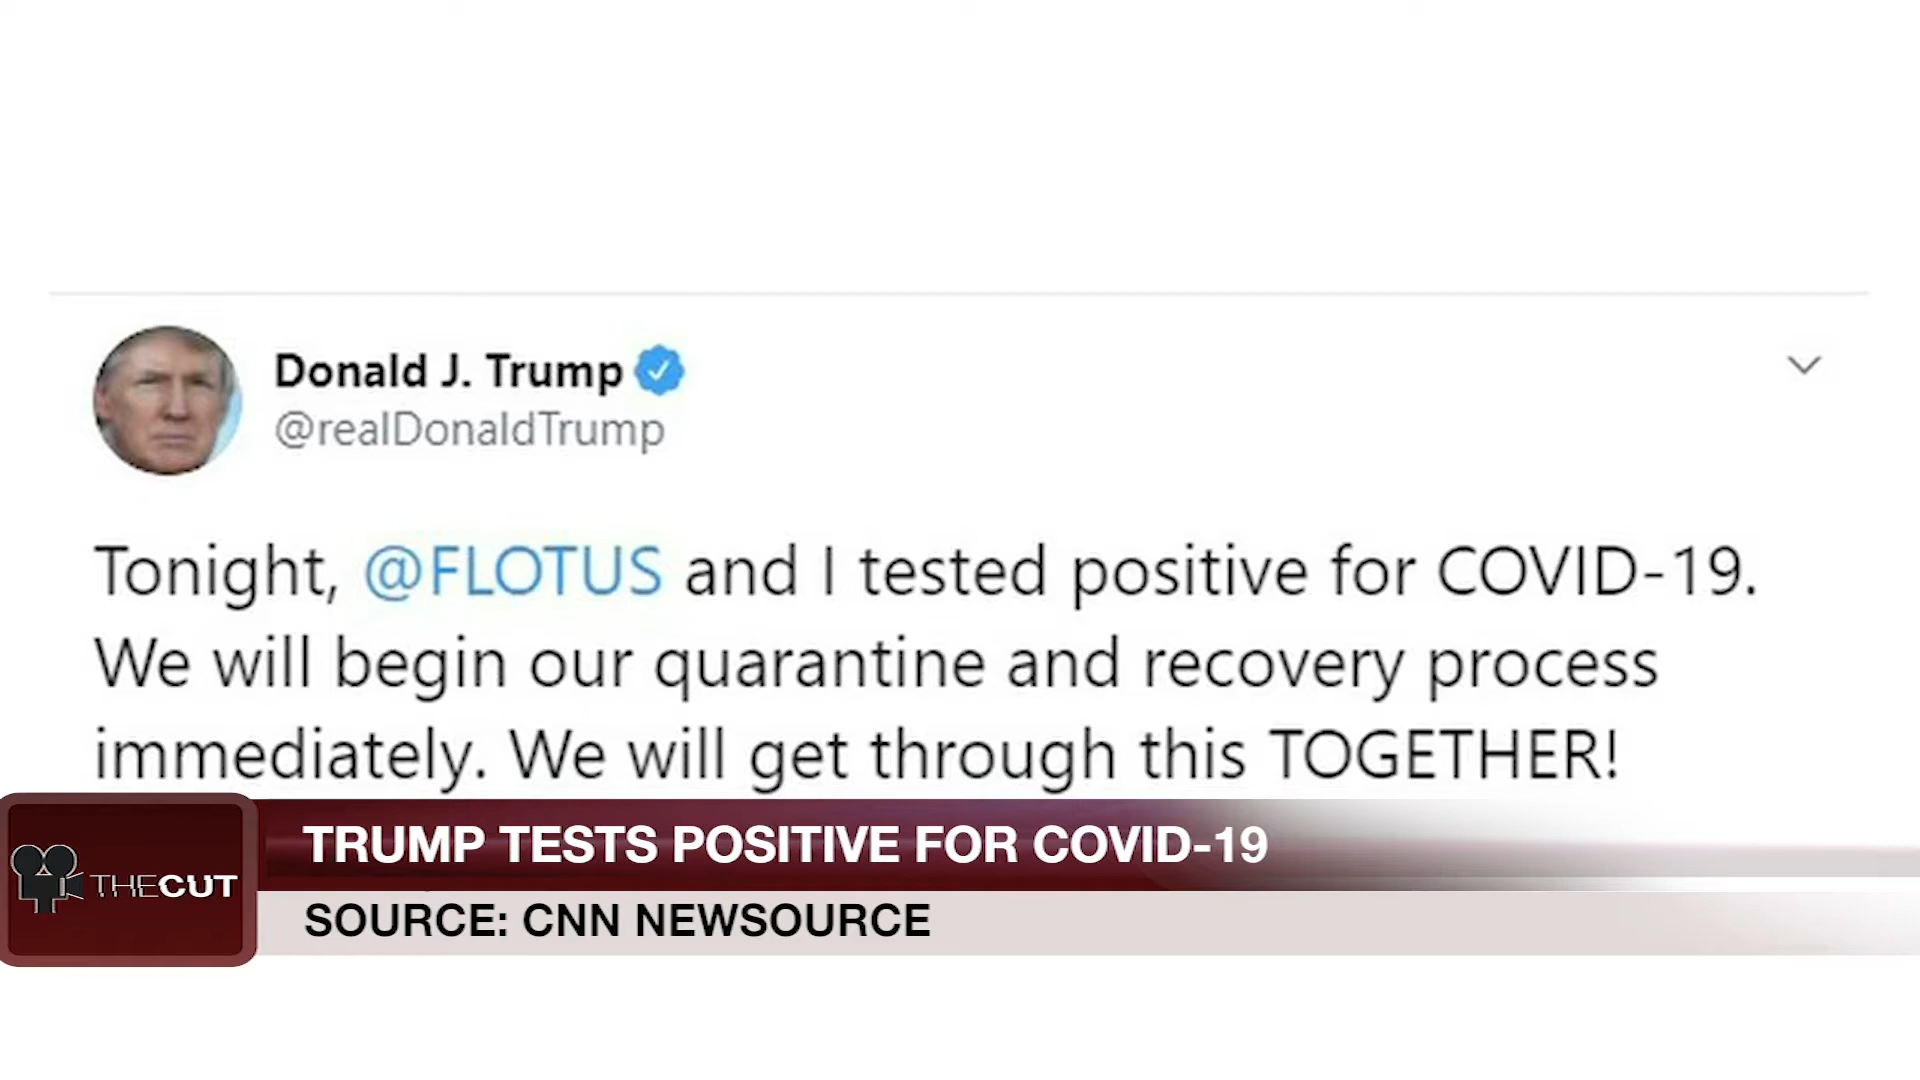 Donald J. Trump
@realDonaldTrump
Tonight, @FLOTUS and I tested positive for COVID-19.
We will begin our quarantine and recovery process
immediately. We will get through this TOGETHER!
TRUMP TESTS POSITIVE FOR COVID-19
THECUT
SOURCE: CNN NEWSOURCE